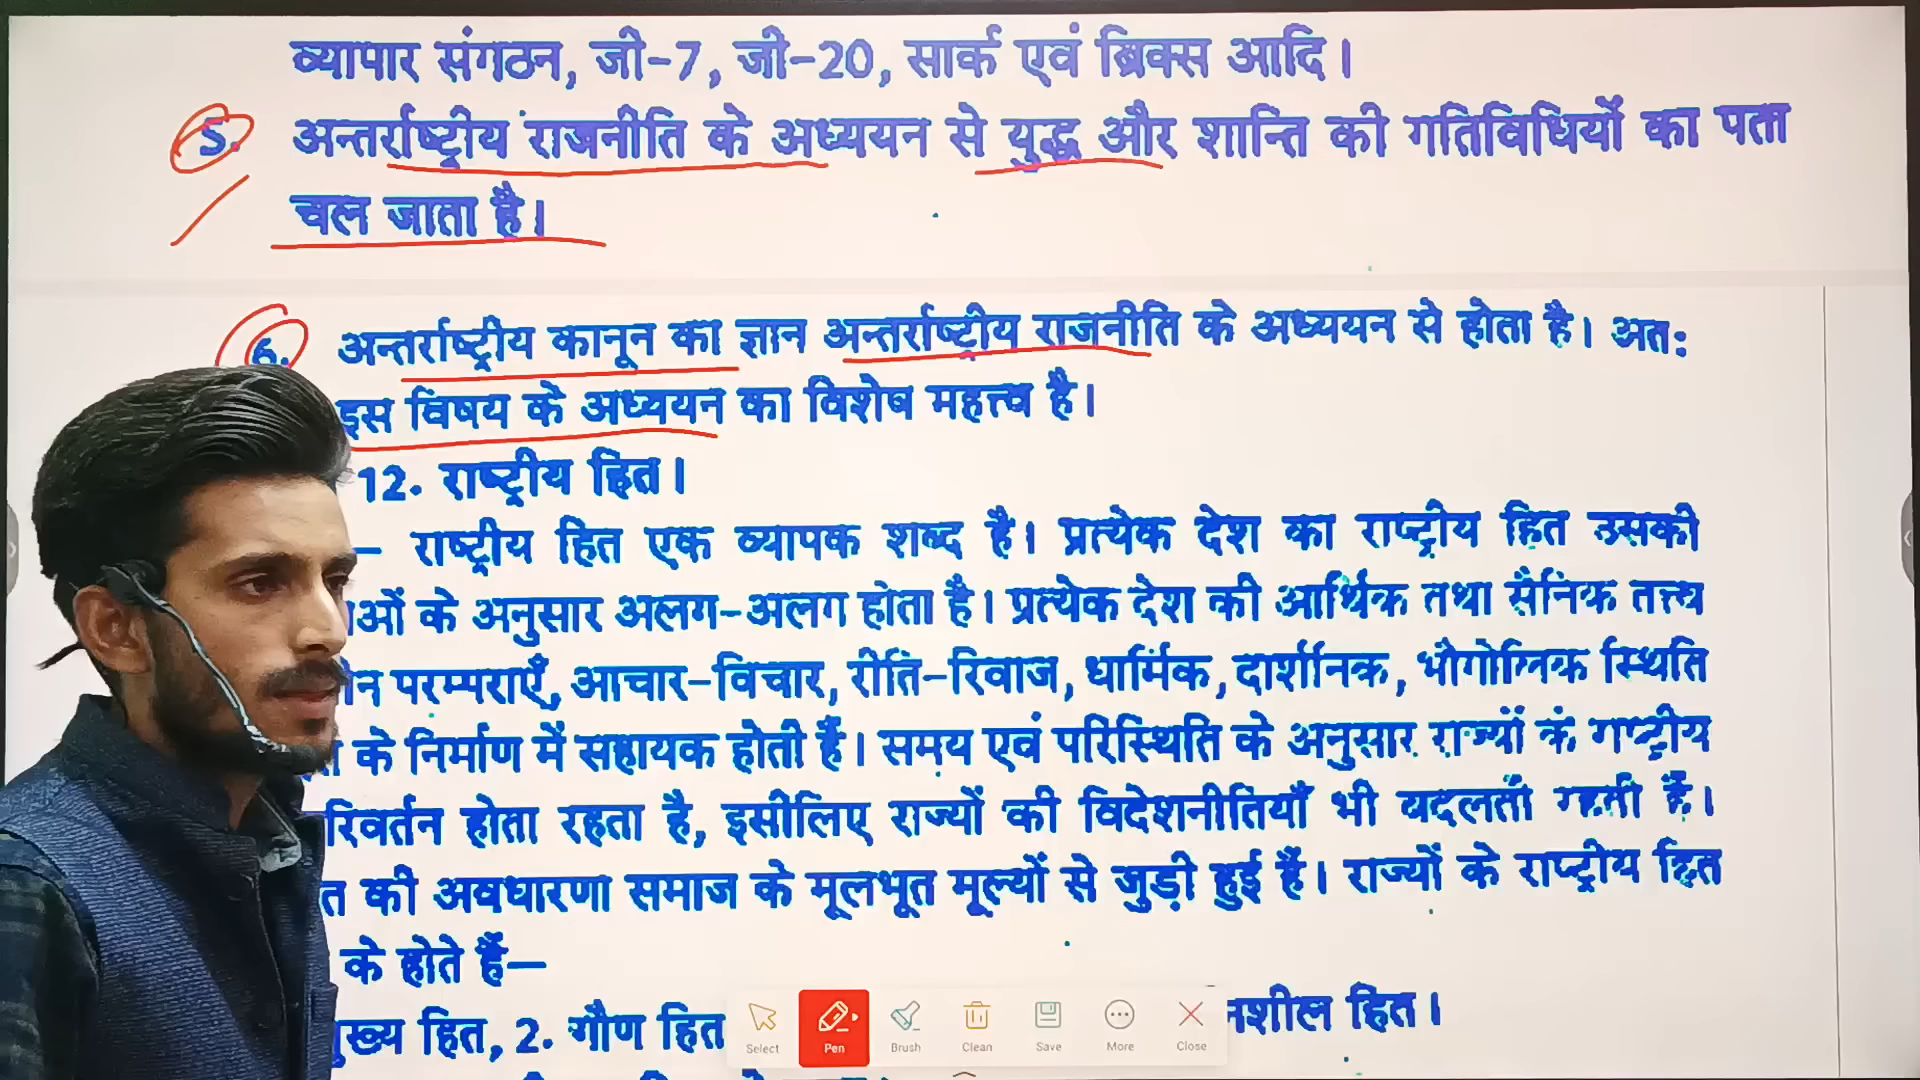 व्यापार संगठन, जी-7, जी-20, सार्क एवं ब्रिक्स आदि।
5. अन्तर्राष्ट्रीय राजनीति के अध्ययन से युद्ध और शान्ति की गतिविधियों का पता
चल जाता है।
6. अन्तर्राष्ट्रीय कानून का ज्ञान अन्तर्राष्ट्रीय राजनीति के अध्ययन से होता है। अतः
इस विषय के अध्ययन का विशेष महत्त्व है।
12. राष्ट्रीय हित।
– राष्ट्रीय हित एक व्यापक शब्द है। प्रत्येक देश का राष्ट्रीय हित उसकी
ओं के अनुसार अलग-अलग होता है। प्रत्येक देश की आर्थिक तथा सैनिक तत्त्व
परम्पराएँ, आचार-विचार, रीति-रिवाज, धार्मिक, दार्शनिक, भौगोलिक स्थिति
के निर्माण में सहायक होती हैं। समय एवं परिस्थिति के अनुसार राज्यों के राष्ट्रीय
रिवर्तन होता रहता है, इसीलिए राज्यों की विदेशनीतियाँ भी बदलती रहती हैं।
त की अवधारणा समाज के मूलभूत मूल्यों से जुड़ी हुई हैं। राज्यों के राष्ट्रीय हित
के होते हैं—
ुख्य हित, 2. गौण हित नशील हित।
Select Pen Brush Clean Save More Close